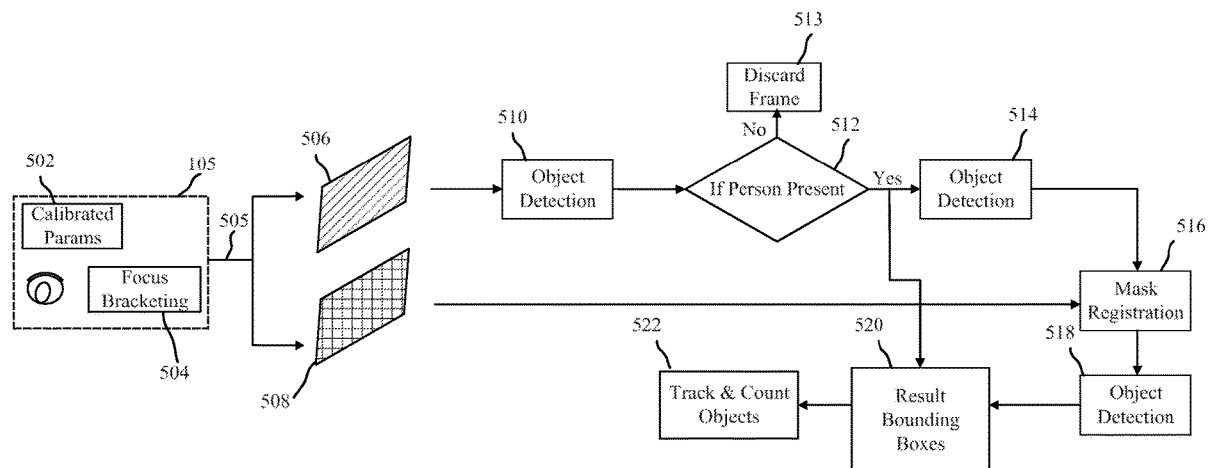 513
Discard
Frame
510
512
514
506
No
502
105
Object
Detection
If Person Present
Yes
Object
Detection
Calibrated
Params
505
516
Focus
Bracketing
Mask
Registration
522
520
518
504
508
Track & Count
Objects
Result
Bounding
Boxes
Object
Detection